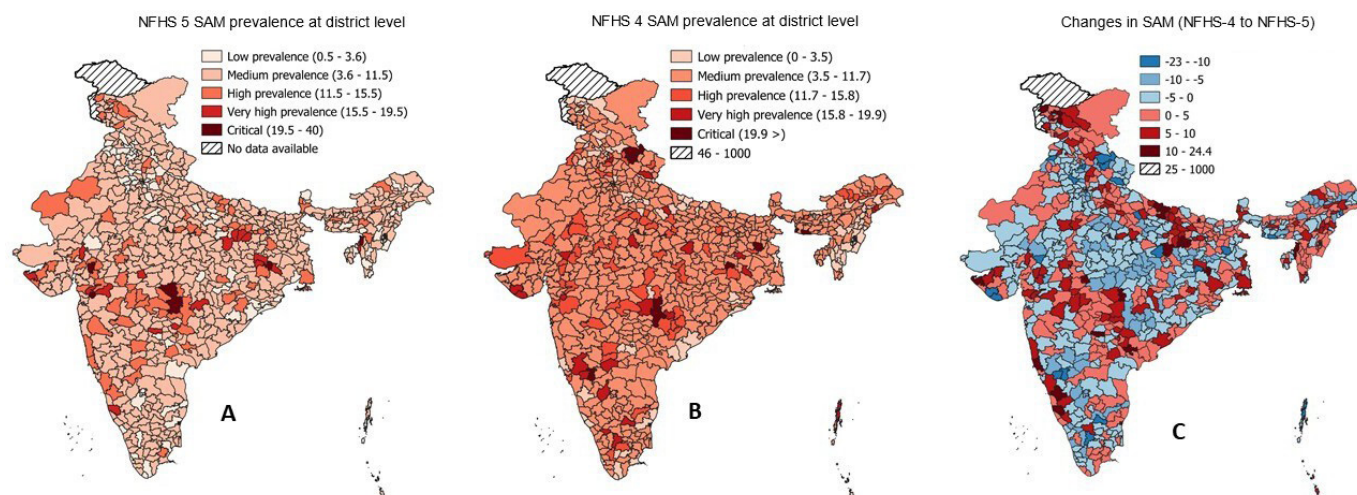 NFHS 5 SAM prevalence at district level
Low prevalence (0.5 - 3.6)
Medium prevalence (3.6 - 11.5)
High prevalence (11.5 - 15.5)
Very high prevalence (15.5 - 19.5)
Critical (19.5 - 40)
No data available
A
NFHS 4 SAM prevalence at district level
Low prevalence (0 - 3.5)
Medium prevalence (3.5 - 11.7)
High prevalence (11.7 - 15.8)
Very high prevalence (15.8 - 19.9)
Critical (19.9 >)
46 - 1000
B
Changes in SAM (NFHS-4 to NFHS-5)
-23 - -10
-10 - -5
-5 - 0
0 - 5
5 - 10
10 - 24.4
25 - 1000
C